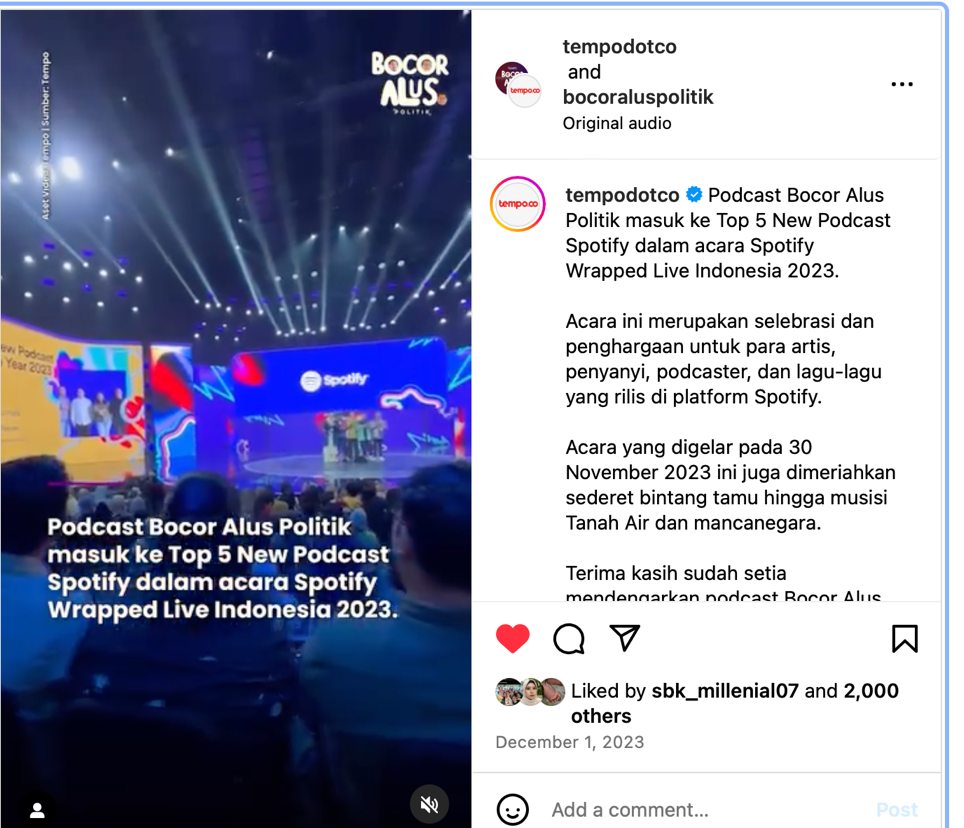 Aset Video: Tempo | Sumber: Tempo
BOCOR
ALUS
POLITIK
ew Podcast
Year 2023
Spotify
Podcast Bocor Alus Politik
masuk ke Top 5 New Podcast
Spotify dalam acara Spotify
Wrapped Live Indonesia 2023.
tempodotco
and
bocoraluspolitik
Original audio
tempo.co
tempodotco Podcast Bocor Alus
Politik masuk ke Top 5 New Podcast
Spotify dalam acara Spotify
Wrapped Live Indonesia 2023.
Acara ini merupakan selebrasi dan
penghargaan untuk para artis,
penyanyi, podcaster, dan lagu-lagu
yang rilis di platform Spotify.
Acara yang digelar pada 30
November 2023 ini juga dimeriahkan
sederet bintang tamu hingga musisi
Tanah Air dan mancanegara.
Terima kasih sudah setia
mendengarkan podcast Bocor Alus
Liked by sbk_millenial07 and 2,000
others
December 1, 2023
Add a comment...
Post